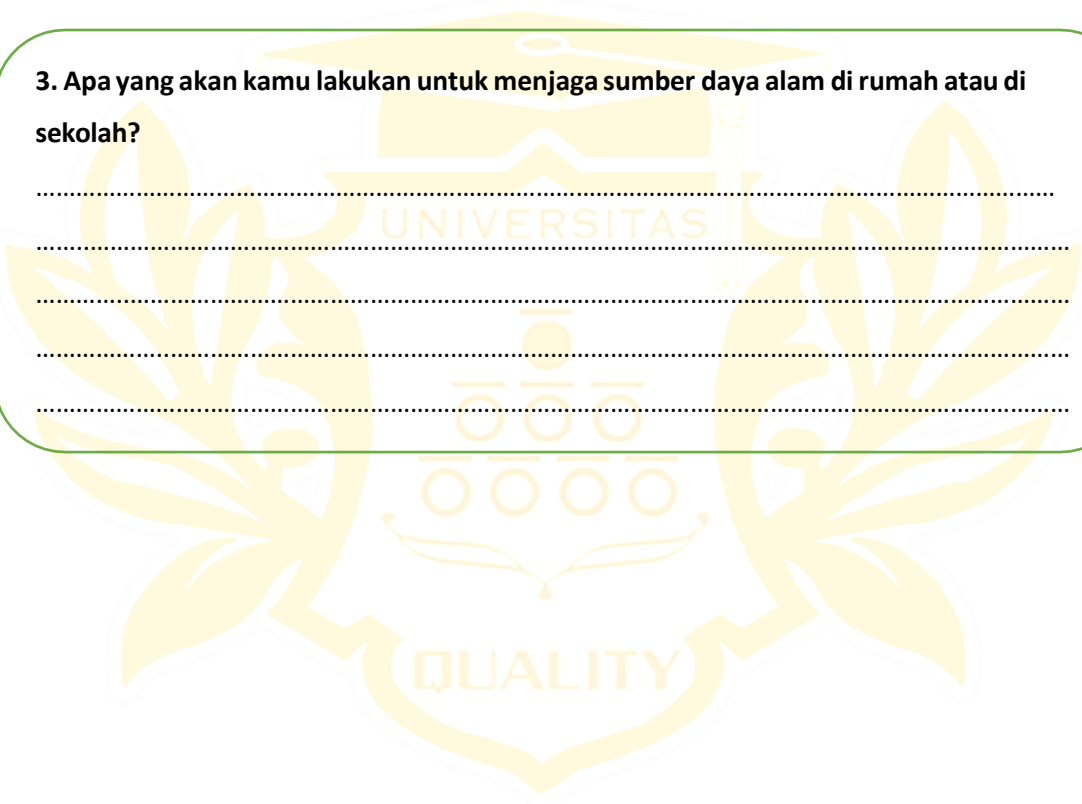 3. Apa yang akan kamu lakukan untuk menjaga sumber daya alam di rumah atau di
sekolah?
........................................................................................................................................................
..........................................................................................................................................................
UNIVERSITAS
..........................................................................................................................................................
..........................................................................................................................................................
..........................................................................................................................................................
QUALITY